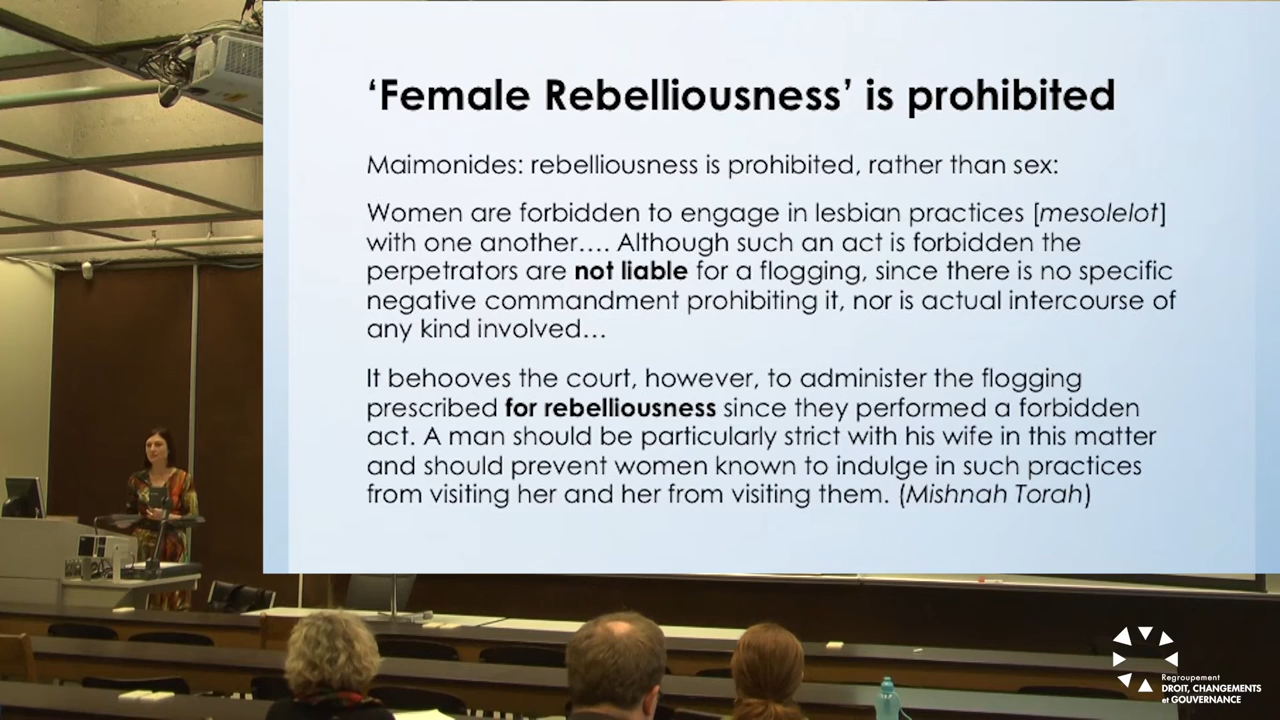 ‘Female Rebelliousness’ is prohibited
Maimonides: rebelliousness is prohibited, rather than sex:
Women are forbidden to engage in lesbian practices [mesolelot]
with one another…. Although such an act is forbidden the
perpetrators are not liable for a flogging, since there is no specific
negative commandment prohibiting it, nor is actual intercourse of
any kind involved…
It behooves the court, however, to administer the flogging
prescribed for rebelliousness since they performed a forbidden
act. A man should be particularly strict with his wife in this matter
and should prevent women known to indulge in such practices
from visiting her and her from visiting them. (Mishnah Torah)
Regroupement
DROIT, CHANGEMENTS
et GOUVERNANCE